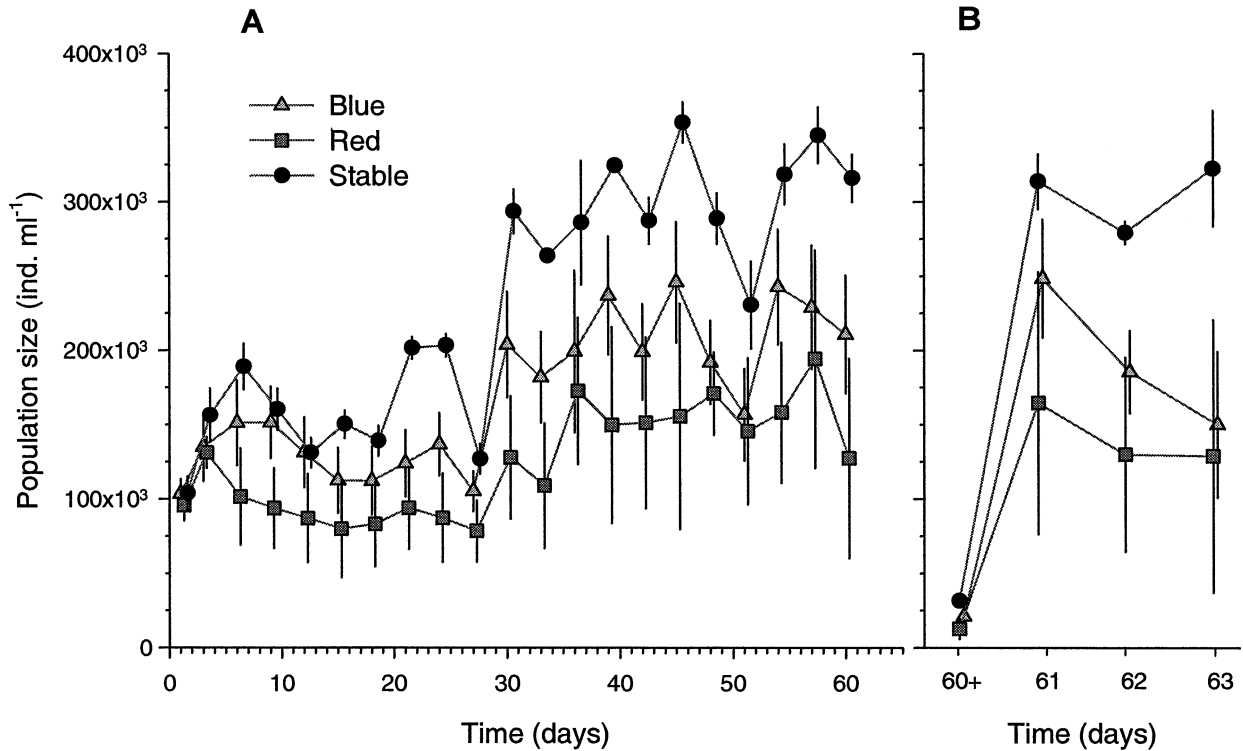 A
B
400x10³
300x10³
200x10³
100x10³
0
Population size (ind. ml⁻¹)
Blue
Red
Stable
0 10 20 30 40 50 60
60+ 61 62 63
Time (days)
Time (days)